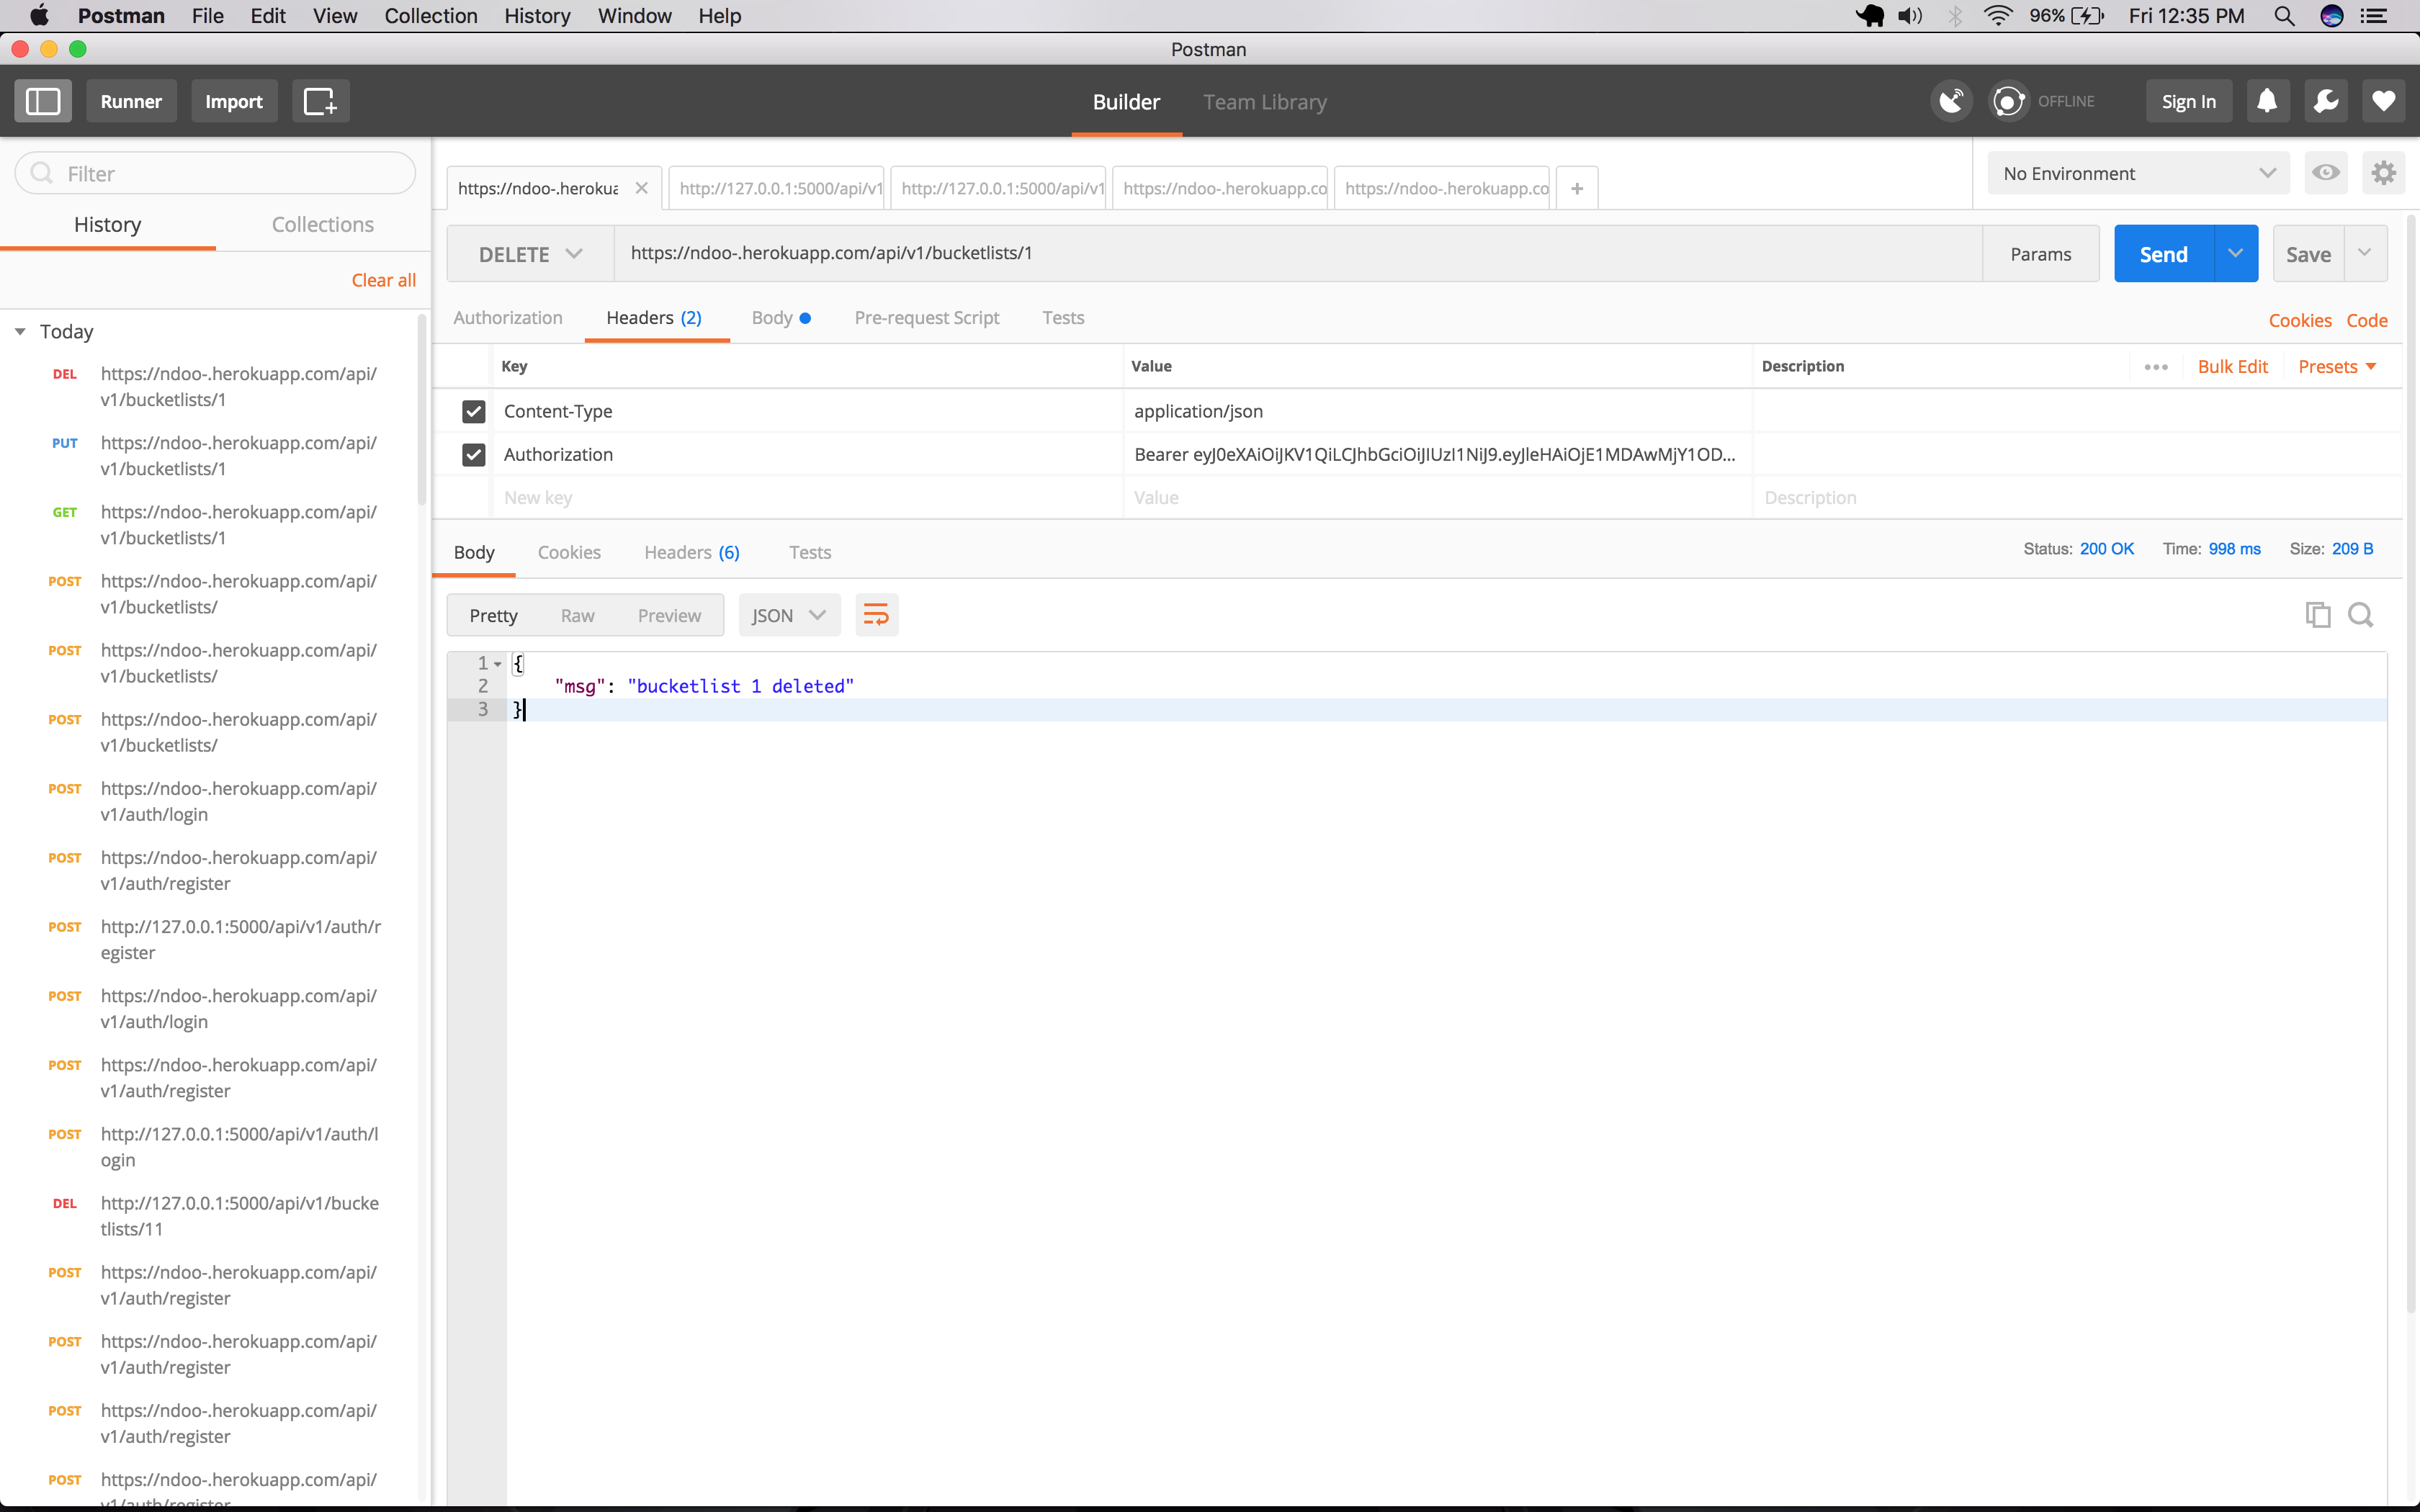 Postman File Edit View Collection History Window Help 96% Fri 12:35 PM
Postman
Runner Import Builder Team Library OFFLINE Sign In
Filter
History Collections
Clear all
Today
DEL https://ndoo-.herokuapp.com/api/
v1/bucketlists/1
PUT https://ndoo-.herokuapp.com/api/
v1/bucketlists/1
GET https://ndoo-.herokuapp.com/api/
v1/bucketlists/1
POST https://ndoo-.herokuapp.com/api/
v1/bucketlists/
POST https://ndoo-.herokuapp.com/api/
v1/bucketlists/
POST https://ndoo-.herokuapp.com/api/
v1/bucketlists/
POST https://ndoo-.herokuapp.com/api/
v1/auth/login
POST https://ndoo-.herokuapp.com/api/
v1/auth/register
POST http://127.0.0.1:5000/api/v1/auth/r
egister
POST https://ndoo-.herokuapp.com/api/
v1/auth/login
POST https://ndoo-.herokuapp.com/api/
v1/auth/register
POST http://127.0.0.1:5000/api/v1/auth/l
ogin
DEL http://127.0.0.1:5000/api/v1/bucke
tlists/11
POST https://ndoo-.herokuapp.com/api/
v1/auth/register
POST https://ndoo-.herokuapp.com/api/
v1/auth/register
POST https://ndoo-.herokuapp.com/api/
v1/auth/register
POST https://ndoo-.herokuapp.com/api/
v1/auth/register
https://ndoo-.herokua http://127.0.0.1:5000/api/v1 http://127.0.0.1:5000/api/v1 https://ndoo-.herokuapp.co https://ndoo-.herokuapp.co +
No Environment
DELETE https://ndoo-.herokuapp.com/api/v1/bucketlists/1 Params Send Save
Authorization Headers (2) Body Pre-request Script Tests Cookies Code
Key Value Description ••• Bulk Edit Presets
Content-Type application/json
Authorization Bearer eyJ0eXAiOiJKV1QiLCJhbGciOiJIUzI1NiJ9.eyJleHAiOjE1MDAwMjY1OD...
New key Value Description
Body Cookies Headers (6) Tests Status: 200 OK Time: 998 ms Size: 209 B
Pretty Raw Preview JSON
1 {
2 "msg": "bucketlist 1 deleted"
3 }